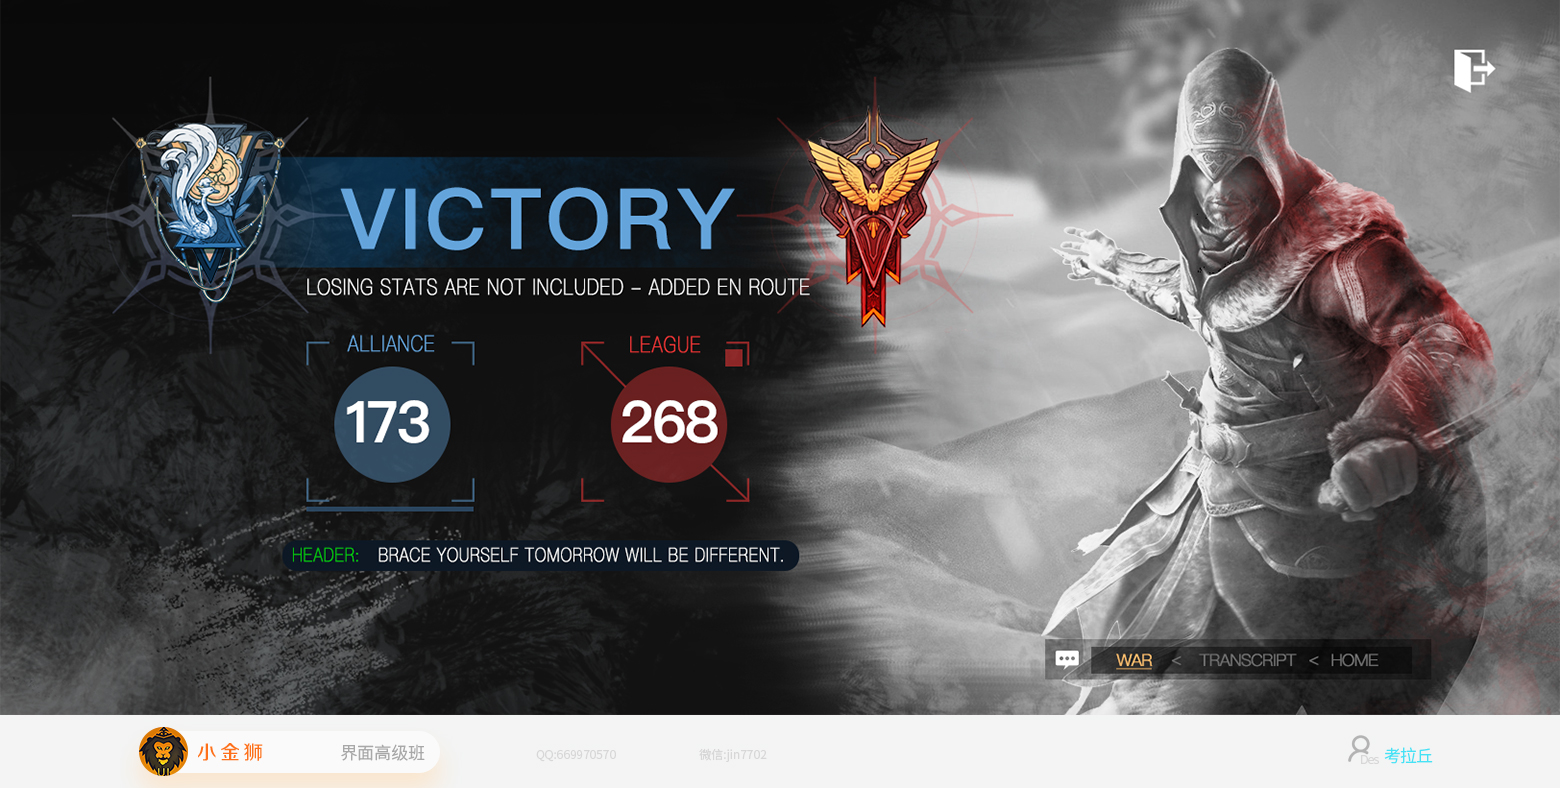 VICTORY
LOSING STATS ARE NOT INCLUDED - ADDED EN ROUTE
ALLIANCE
LEAGUE
173
268
HEADER: BRACE YOURSELF TOMORROW WILL BE DIFFERENT.
WAR < TRANSCRIPT < HOME
小金狮
界面高级班
QQ:669970570
微信:jin7702
Des 考拉丘